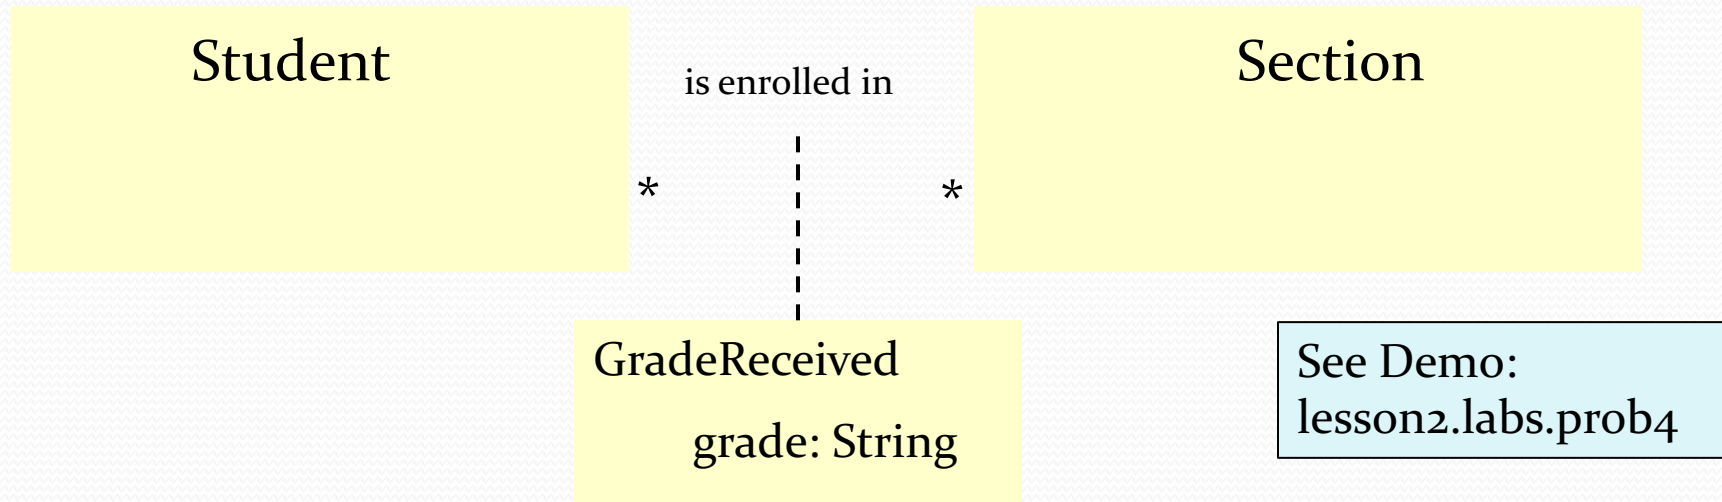 Student
is enrolled in
Section
*
*
GradeReceived
grade: String
See Demo:
lesson2.labs.prob4